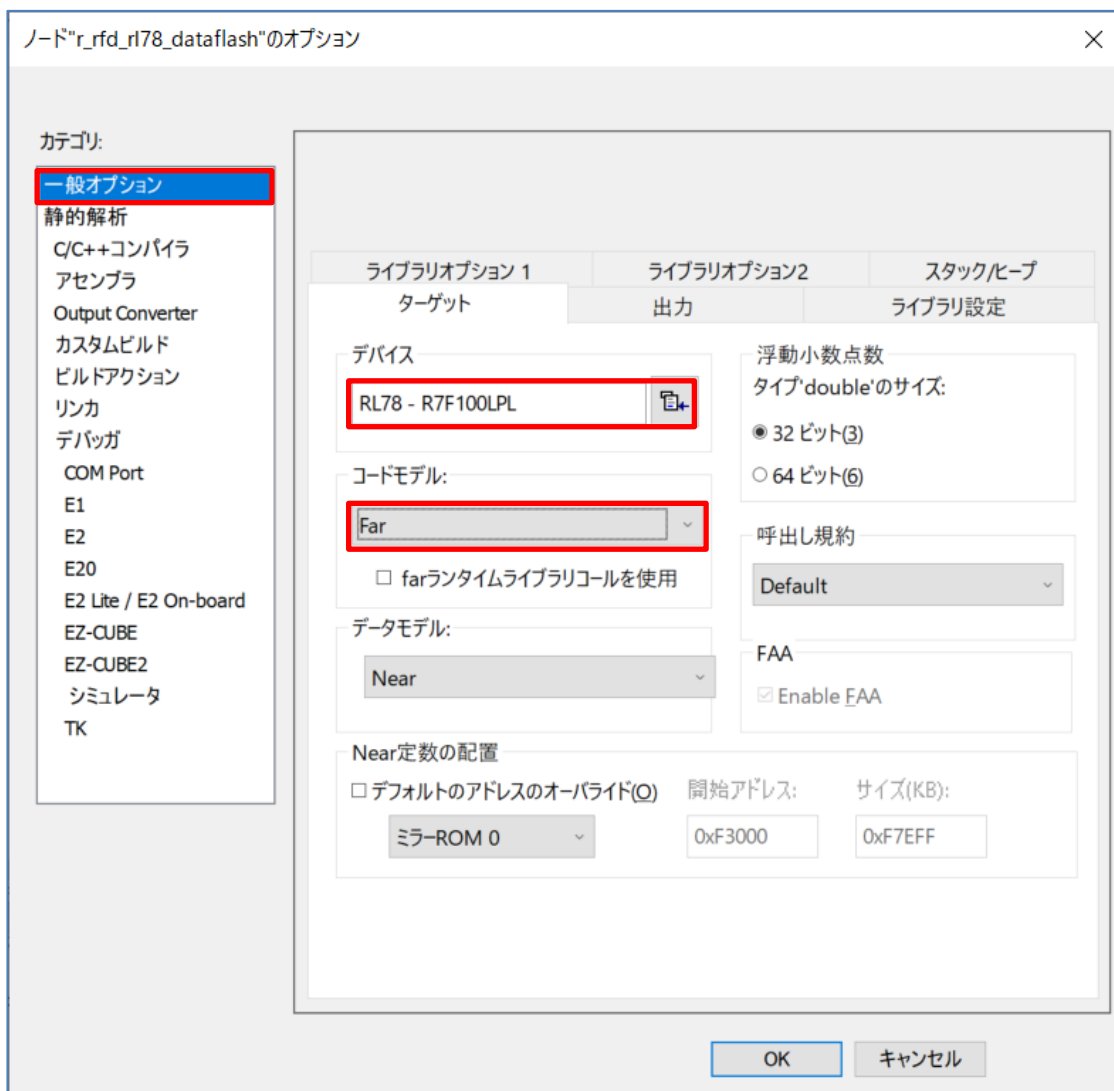 ノード"r_rfd_rl78_dataflash"のオプション
カテゴリ:
一般オプション
静的解析
C/C++コンパイラ
アセンブラ
Output Converter
カスタムビルド
ビルドアクション
リンカ
デバッガ
COM Port
E1
E2
E20
E2 Lite / E2 On-board
EZ-CUBE
EZ-CUBE2
シミュレータ
TK
ライブラリオプション 1
ライブラリオプション2
スタック/ヒープ
ターゲット
出力
ライブラリ設定
デバイス
RL78 - R7F100LPL
コードモデル:
Far
farランタイムライブラリコールを使用
データモデル:
Near
浮動小数点数
タイプ'double'のサイズ:
32 ビット(3)
64 ビット(6)
呼出し規約
Default
FAA
Enable FAA
Near定数の配置
デフォルトのアドレスのオーバライド(O)
開始アドレス:
サイズ(KB):
ミラーROM 0
0xF3000
0xF7EFF
OK
キャンセル